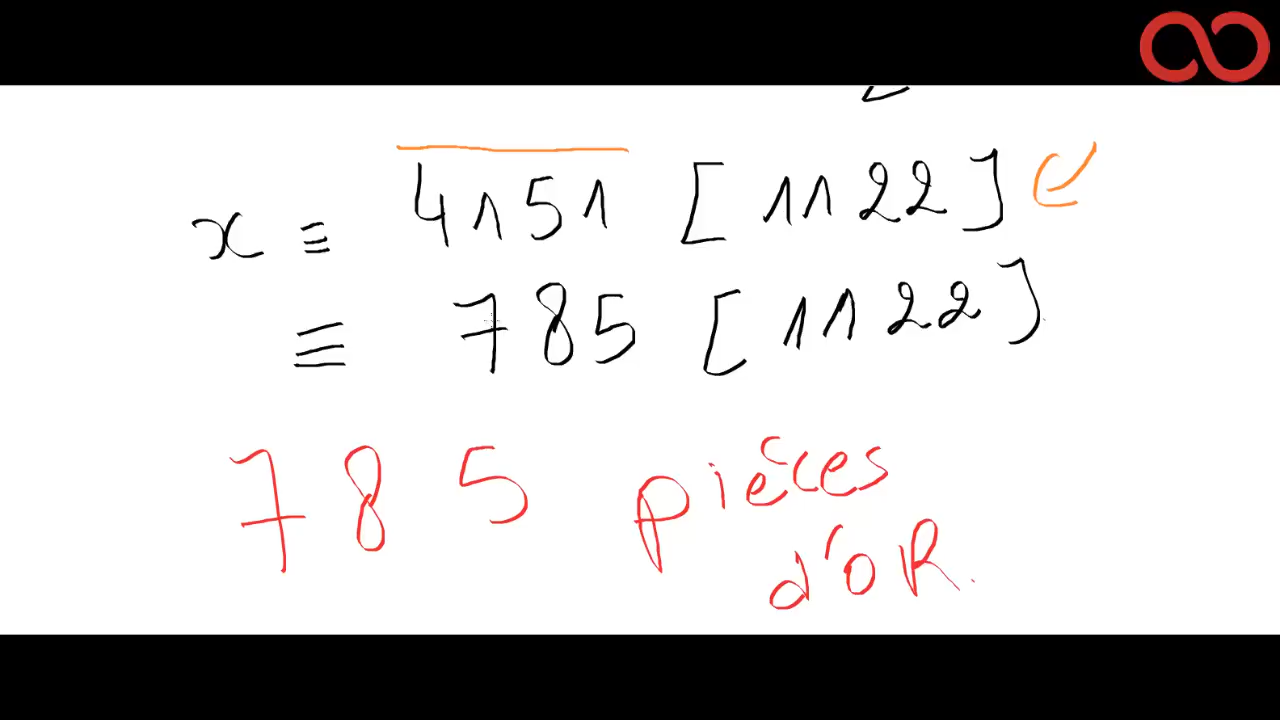 x ≡ 4151 [1122]
≡ 785 [1122]
785 pièces
d'OR.